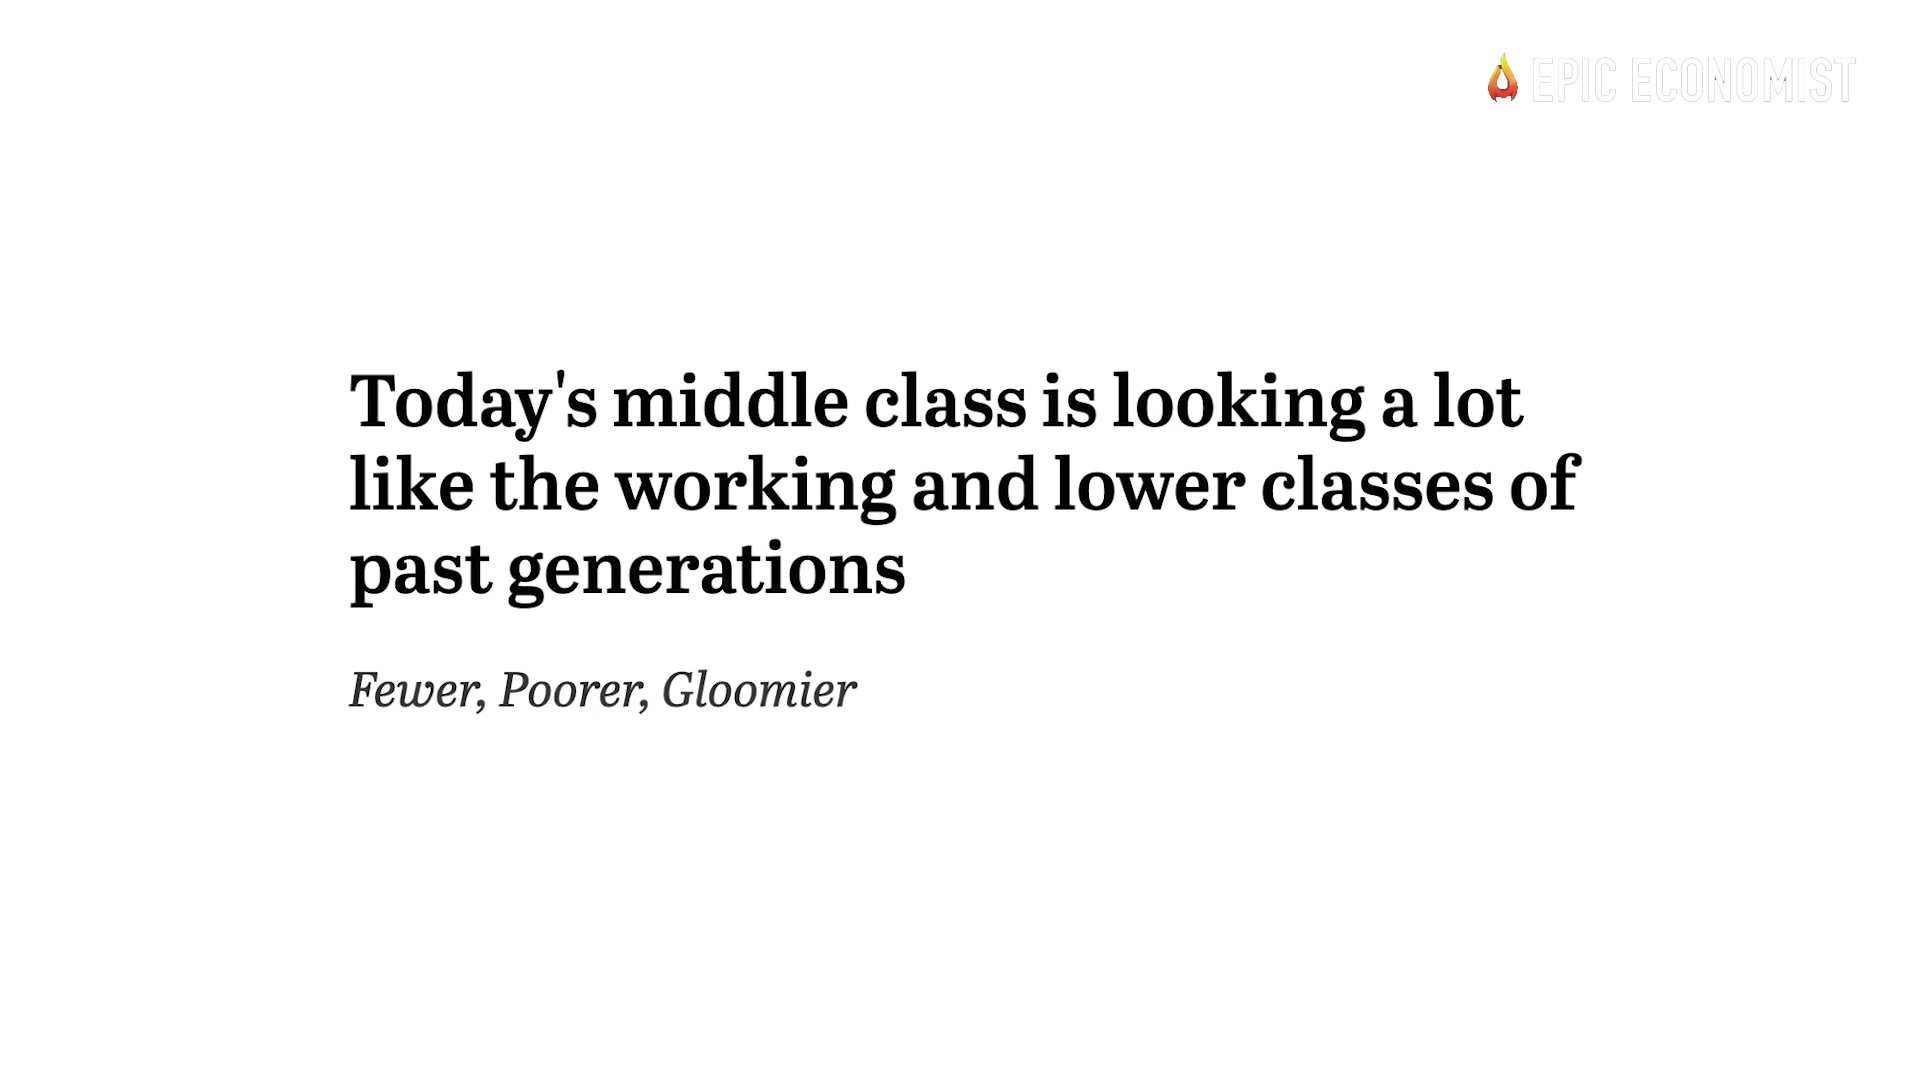 EPIC ECONOMIST
Today's middle class is looking a lot
like the working and lower classes of
past generations
Fewer, Poorer, Gloomier